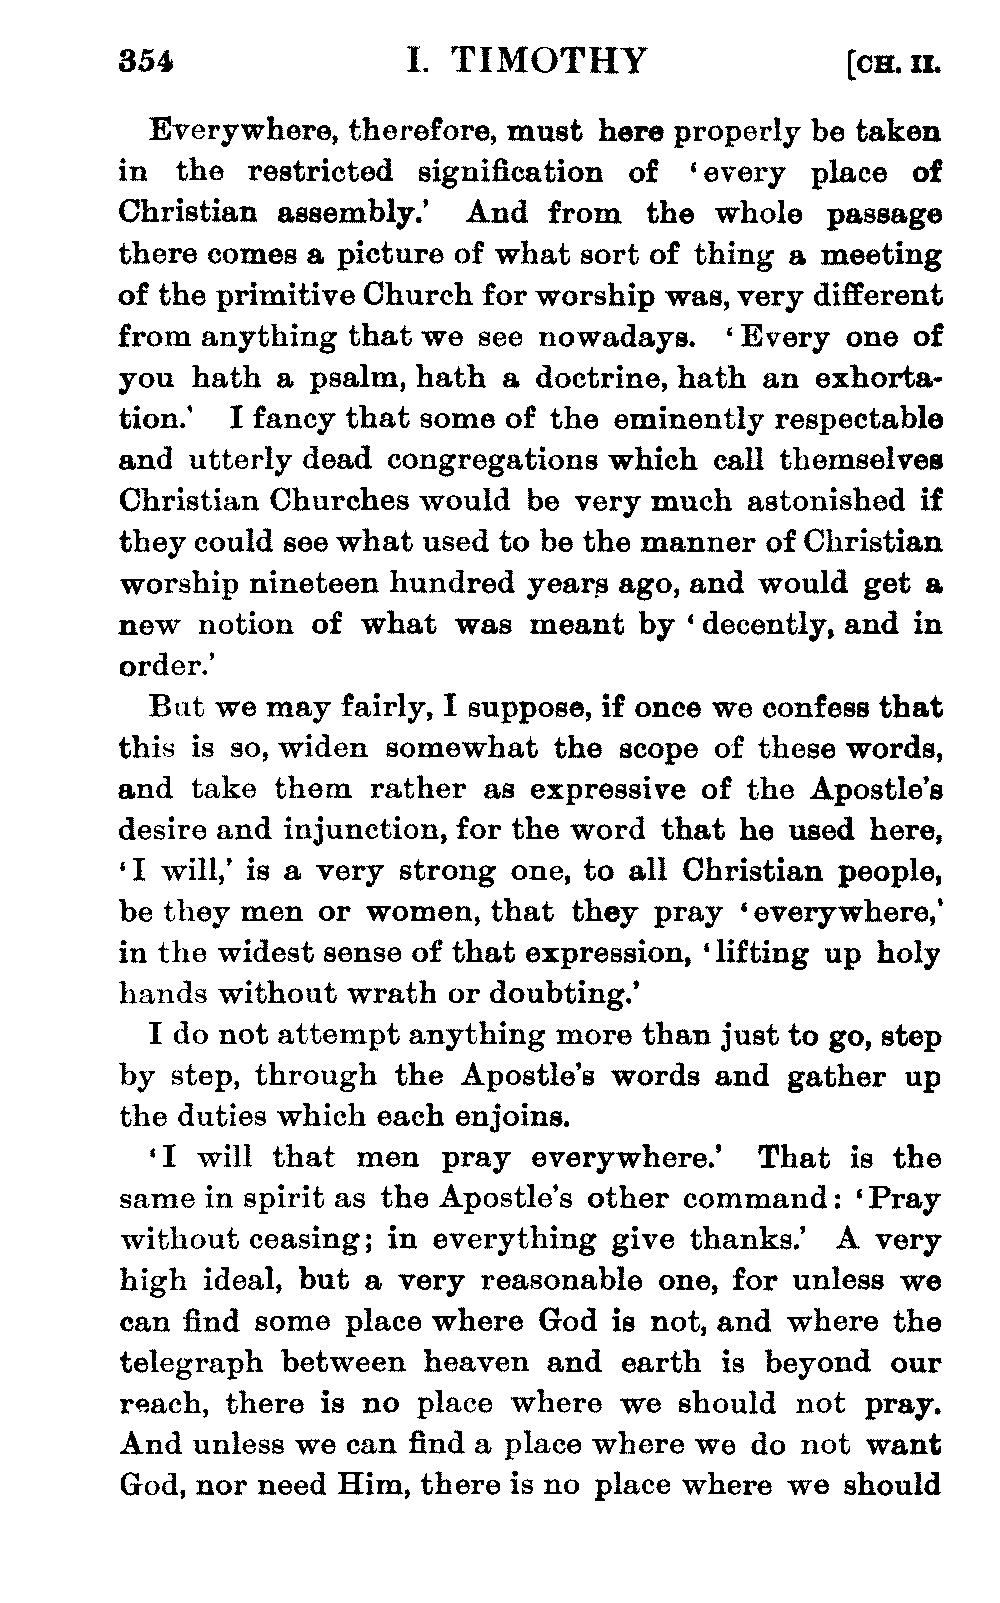 354 I. TIMOTHY [CH. II.
Everywhere, therefore, must here properly be taken
in the restricted signification of ‘every place of
Christian assembly.’ And from the whole passage
there comes a picture of what sort of thing a meeting
of the primitive Church for worship was, very different
from anything that we see nowadays. ‘Every one of
you hath a psalm, hath a doctrine, hath an exhorta-
tion.’ I fancy that some of the eminently respectable
and utterly dead congregations which call themselves
Christian Churches would be very much astonished if
they could see what used to be the manner of Christian
worship nineteen hundred years ago, and would get a
new notion of what was meant by ‘decently, and in
order.’
But we may fairly, I suppose, if once we confess that
this is so, widen somewhat the scope of these words,
and take them rather as expressive of the Apostle’s
desire and injunction, for the word that he used here,
‘I will,’ is a very strong one, to all Christian people,
be they men or women, that they pray ‘everywhere,’
in the widest sense of that expression, ‘lifting up holy
hands without wrath or doubting.’
I do not attempt anything more than just to go, step
by step, through the Apostle’s words and gather up
the duties which each enjoins.
‘I will that men pray everywhere.’ That is the
same in spirit as the Apostle’s other command: ‘Pray
without ceasing; in everything give thanks.’ A very
high ideal, but a very reasonable one, for unless we
can find some place where God is not, and where the
telegraph between heaven and earth is beyond our
reach, there is no place where we should not pray.
And unless we can find a place where we do not want
God, nor need Him, there is no place where we should